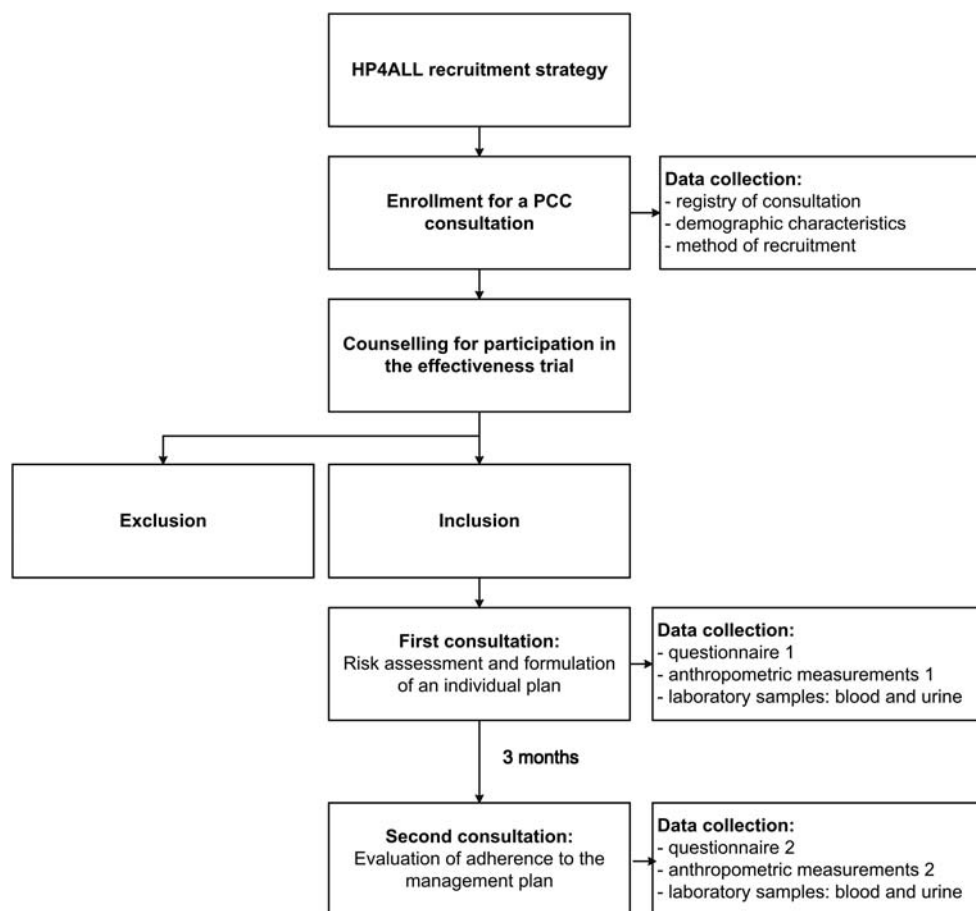 HP4ALL recruitment strategy
Enrollment for a PCC
consultation
Data collection:
- registry of consultation
- demographic characteristics
- method of recruitment
Counselling for participation in
the effectiveness trial
Exclusion
Inclusion
First consultation:
Risk assessment and formulation
of an individual plan
Data collection:
- questionnaire 1
- anthropometric measurements 1
- laboratory samples: blood and urine
3 months
Second consultation:
Evaluation of adherence to the
management plan
Data collection:
- questionnaire 2
- anthropometric measurements 2
- laboratory samples: blood and urine